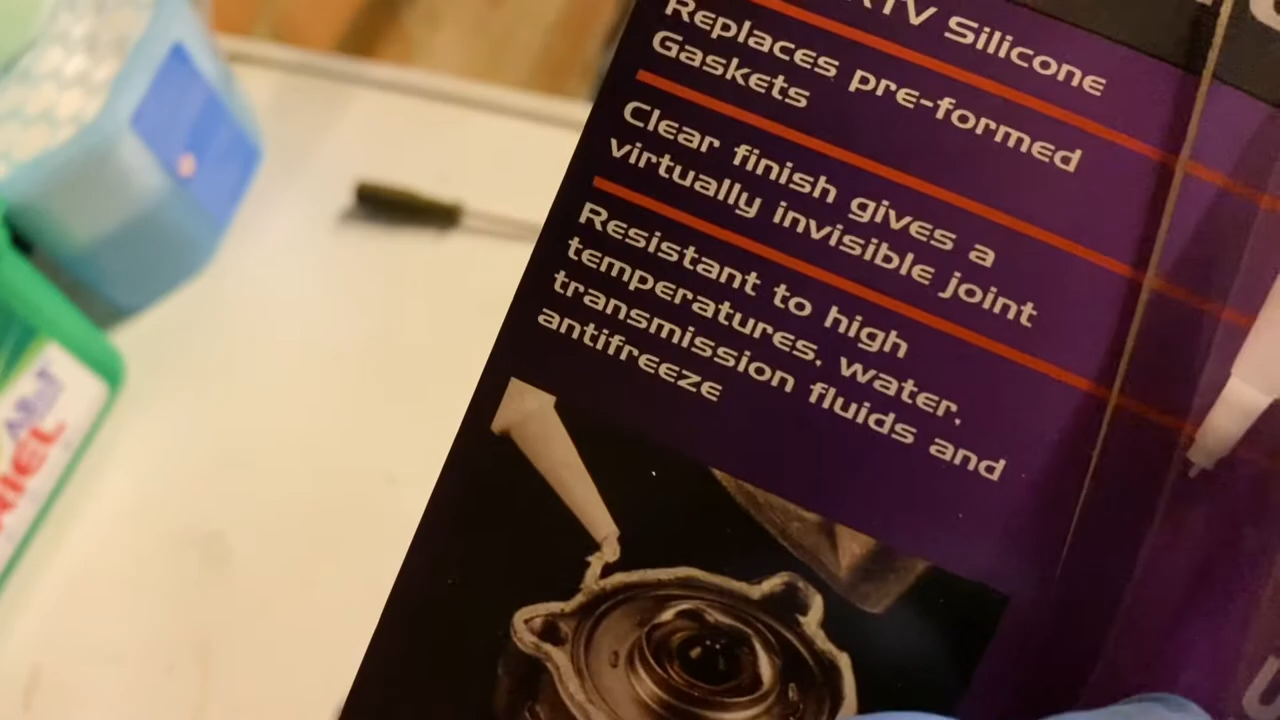 RTV Silicone
Replaces pre-formed
Gaskets
Clear finish gives a
virtually invisible joint
Resistant to high
temperatures, water,
transmission fluids and
antifreeze